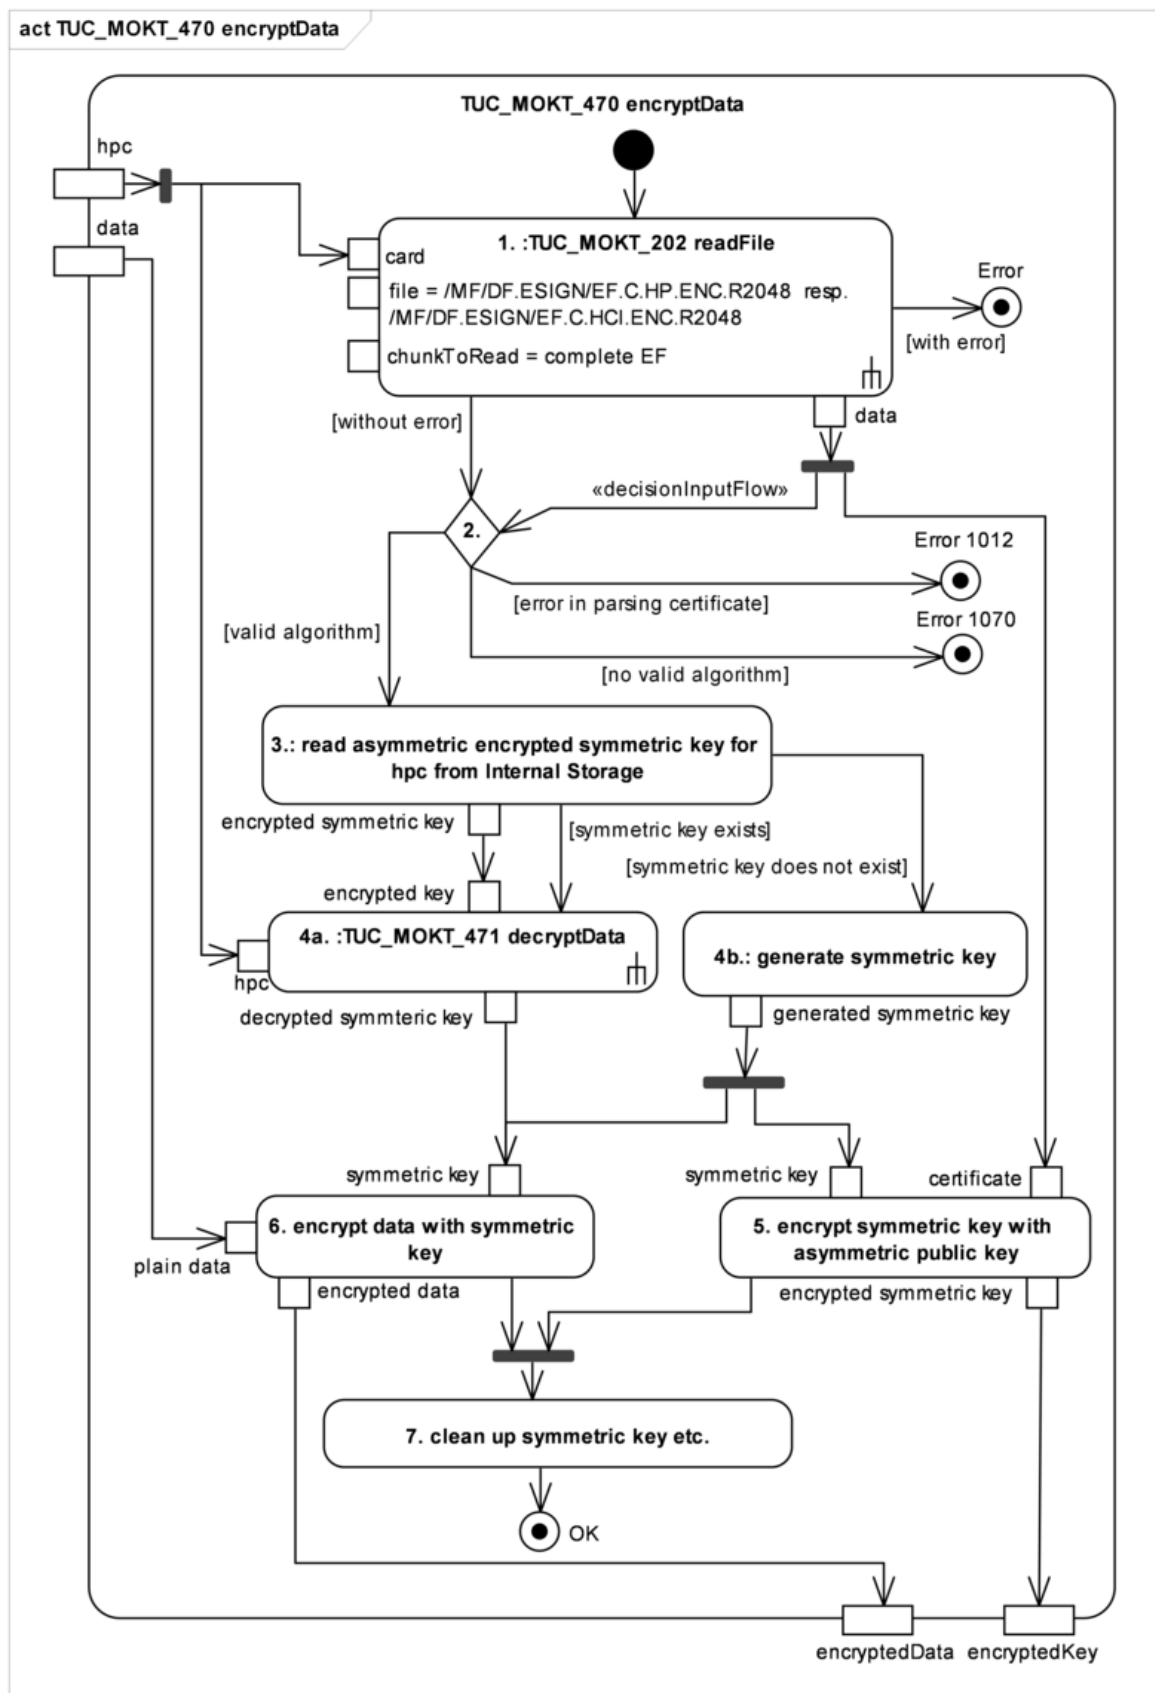 act TUC_MOKT_470 encryptData
TUC_MOKT_470 encryptData
hpc
data
1. :TUC_MOKT_202 readFile
card
file = /MF/DF.ESIGN/EF.C.HP.ENC.R2048 resp.
/MF/DF.ESIGN/EF.C.HCI.ENC.R2048
chunkToRead = complete EF
Error
[with error]
[without error]
data
«decisionInputFlow»
2.
Error 1012
[error in parsing certificate]
Error 1070
[valid algorithm]
[no valid algorithm]
3.: read asymmetric encrypted symmetric key for
hpc from Internal Storage
encrypted symmetric key
[symmetric key exists]
[symmetric key does not exist]
encrypted key
4a. :TUC_MOKT_471 decryptData
hpc
4b.: generate symmetric key
decrypted symmteric key
generated symmetric key
symmetric key
symmetric key
certificate
6. encrypt data with symmetric
key
5. encrypt symmetric key with
asymmetric public key
plain data
encrypted data
encrypted symmetric key
7. clean up symmetric key etc.
OK
encryptedData
encryptedKey